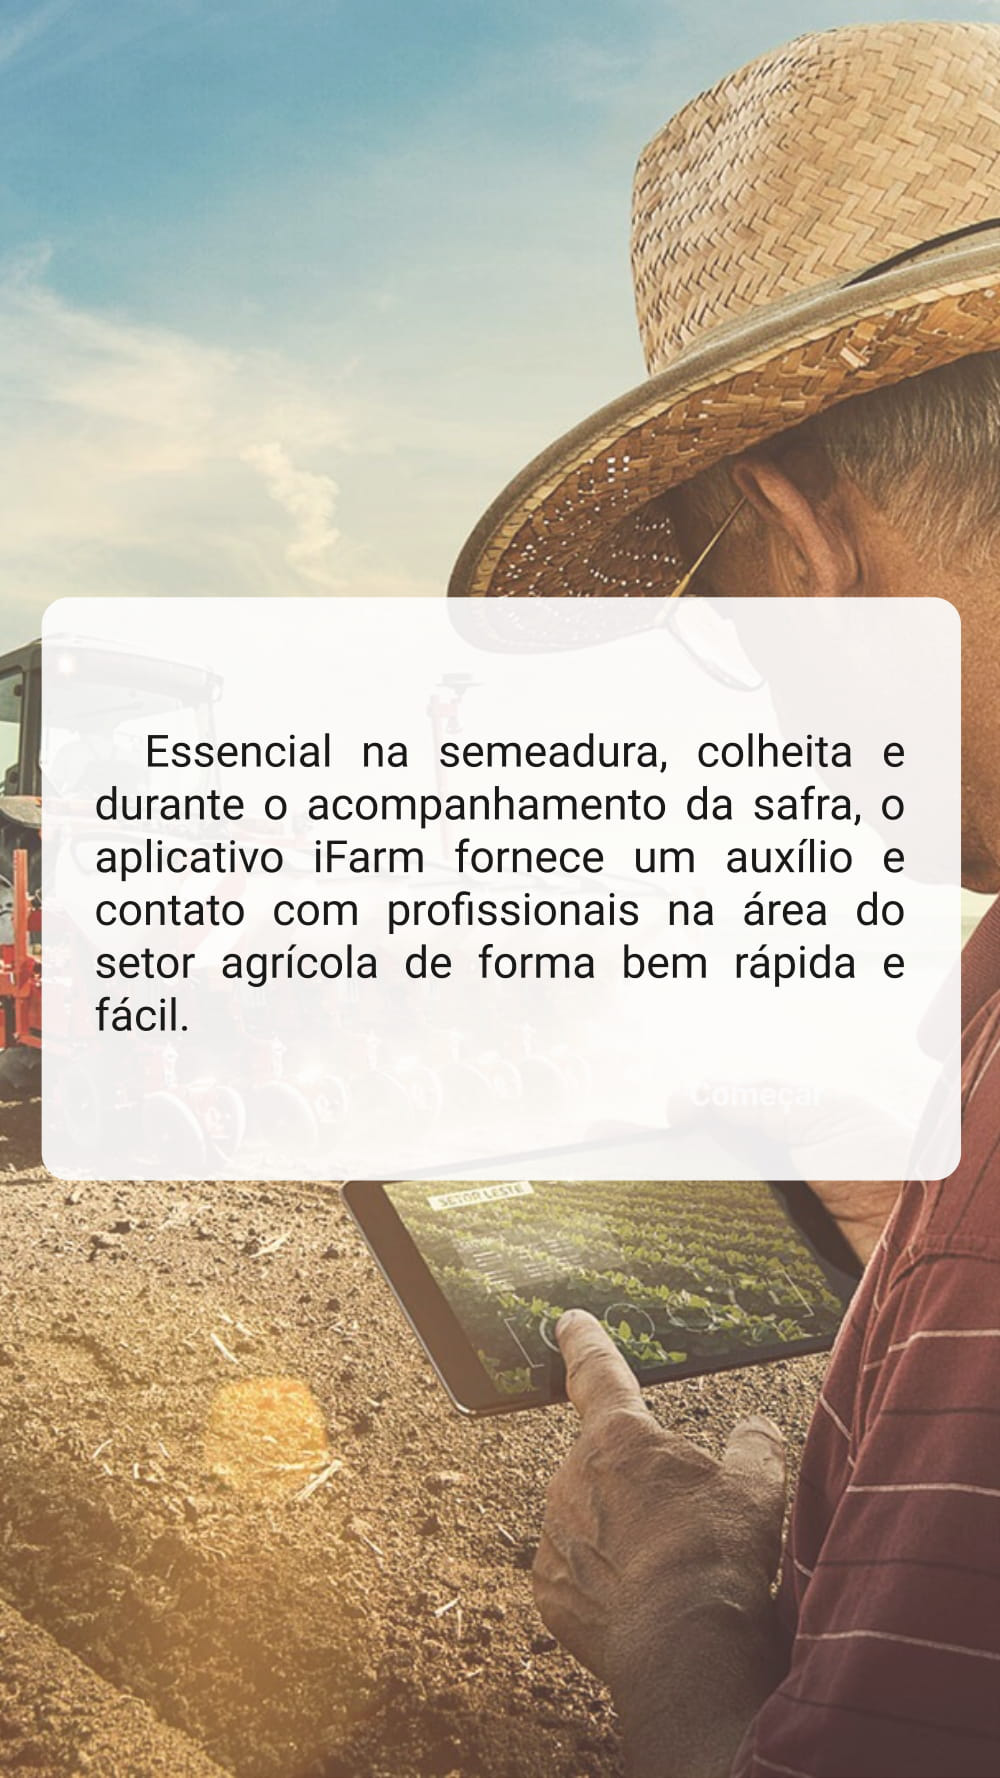 Essencial na semeadura, colheita e
durante o acompanhamento da safra, o
aplicativo iFarm fornece um auxílio e
contato com profissionais na área do
setor agrícola de forma bem rápida e
fácil.
Começar
SETOR LESTE